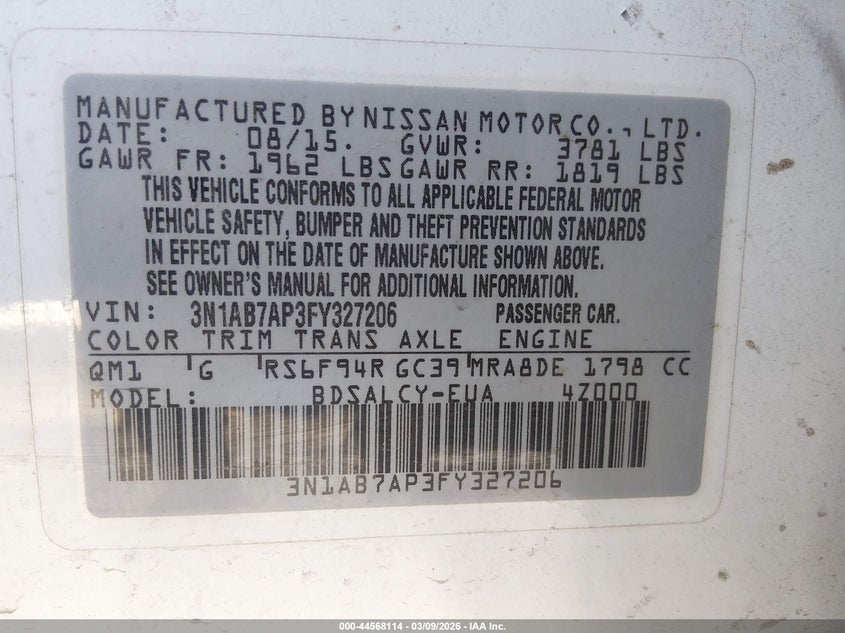 MANUFACTURED BY NISSAN MOTOR CO., LTD.
DATE: 08/15. GVWR: 3781 LBS
GAWR FR: 1962 LBS GAWR RR: 1819 LBS
THIS VEHICLE CONFORMS TO ALL APPLICABLE FEDERAL MOTOR
VEHICLE SAFETY, BUMPER AND THEFT PREVENTION STANDARDS
IN EFFECT ON THE DATE OF MANUFACTURE SHOWN ABOVE.
SEE OWNER'S MANUAL FOR ADDITIONAL INFORMATION.
VIN: 3N1AB7AP3FY327206 PASSENGER CAR.
COLOR TRIM TRANS AXLE ENGINE
QM1 G RS6F94R GC39 MRA8DE 1798 CC
MODEL: BDSALCY-EUA 4Z000
3N1AB7AP3FY327206
000-44568114 - 03/09/2026 - IAA Inc.